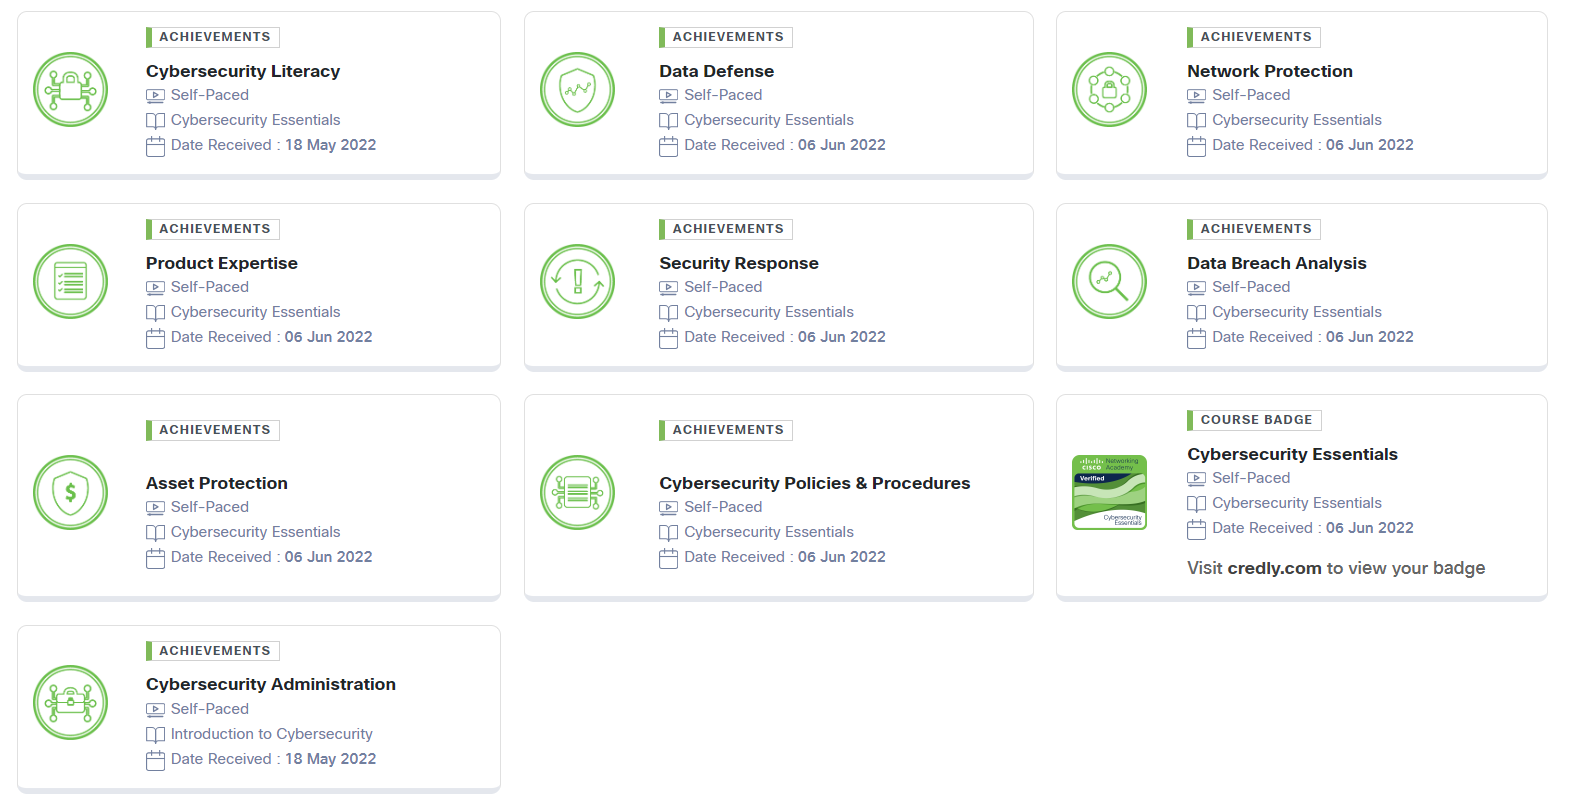 ACHIEVEMENTS
Cybersecurity Literacy
Self-Paced
Cybersecurity Essentials
Date Received : 18 May 2022
ACHIEVEMENTS
Data Defense
Self-Paced
Cybersecurity Essentials
Date Received : 06 Jun 2022
ACHIEVEMENTS
Network Protection
Self-Paced
Cybersecurity Essentials
Date Received : 06 Jun 2022
ACHIEVEMENTS
Product Expertise
Self-Paced
Cybersecurity Essentials
Date Received : 06 Jun 2022
ACHIEVEMENTS
Security Response
Self-Paced
Cybersecurity Essentials
Date Received : 06 Jun 2022
ACHIEVEMENTS
Data Breach Analysis
Self-Paced
Cybersecurity Essentials
Date Received : 06 Jun 2022
ACHIEVEMENTS
$
Asset Protection
Self-Paced
Cybersecurity Essentials
Date Received : 06 Jun 2022
ACHIEVEMENTS
Cybersecurity Policies & Procedures
Self-Paced
Cybersecurity Essentials
Date Received : 06 Jun 2022
cisco Networking
Academy
Verified
Cybersecurity
Essentials
COURSE BADGE
Cybersecurity Essentials
Self-Paced
Cybersecurity Essentials
Date Received : 06 Jun 2022
Visit credly.com to view your badge
ACHIEVEMENTS
Cybersecurity Administration
Self-Paced
Introduction to Cybersecurity
Date Received : 18 May 2022